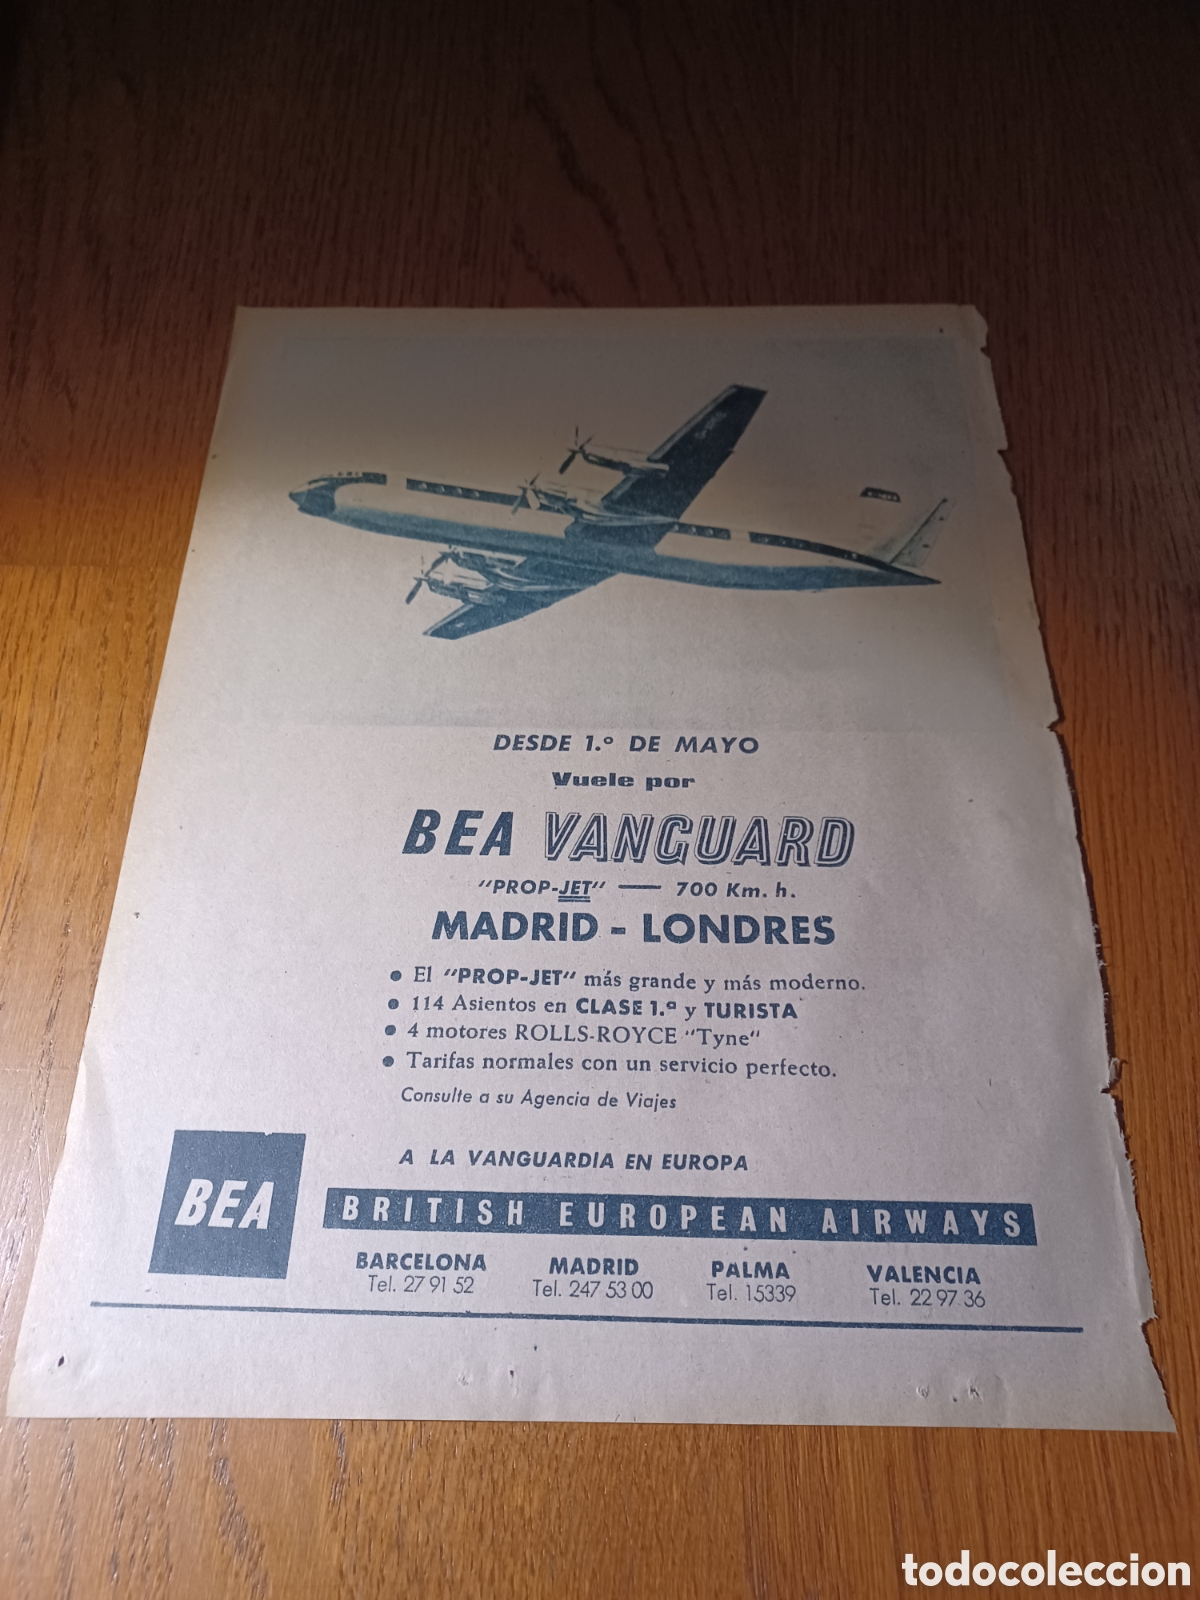 DESDE 1.º DE MAYO
Vuele por
BEA VANGUARD
"PROP-JET" — 700 Km. h.
MADRID - LONDRES
• El "PROP-JET" más grande y más moderno.
• 114 Asientos en CLASE 1.ª y TURISTA
• 4 motores ROLLS-ROYCE "Tyne"
• Tarifas normales con un servicio perfecto.
Consulte a su Agencia de Viajes
A LA VANGUARDIA EN EUROPA
BEA
BRITISH EUROPEAN AIRWAYS
BARCELONA MADRID PALMA VALENCIA
Tel. 27 91 52 Tel. 247 53 00 Tel. 15339 Tel. 22 97 36
todocoleccion